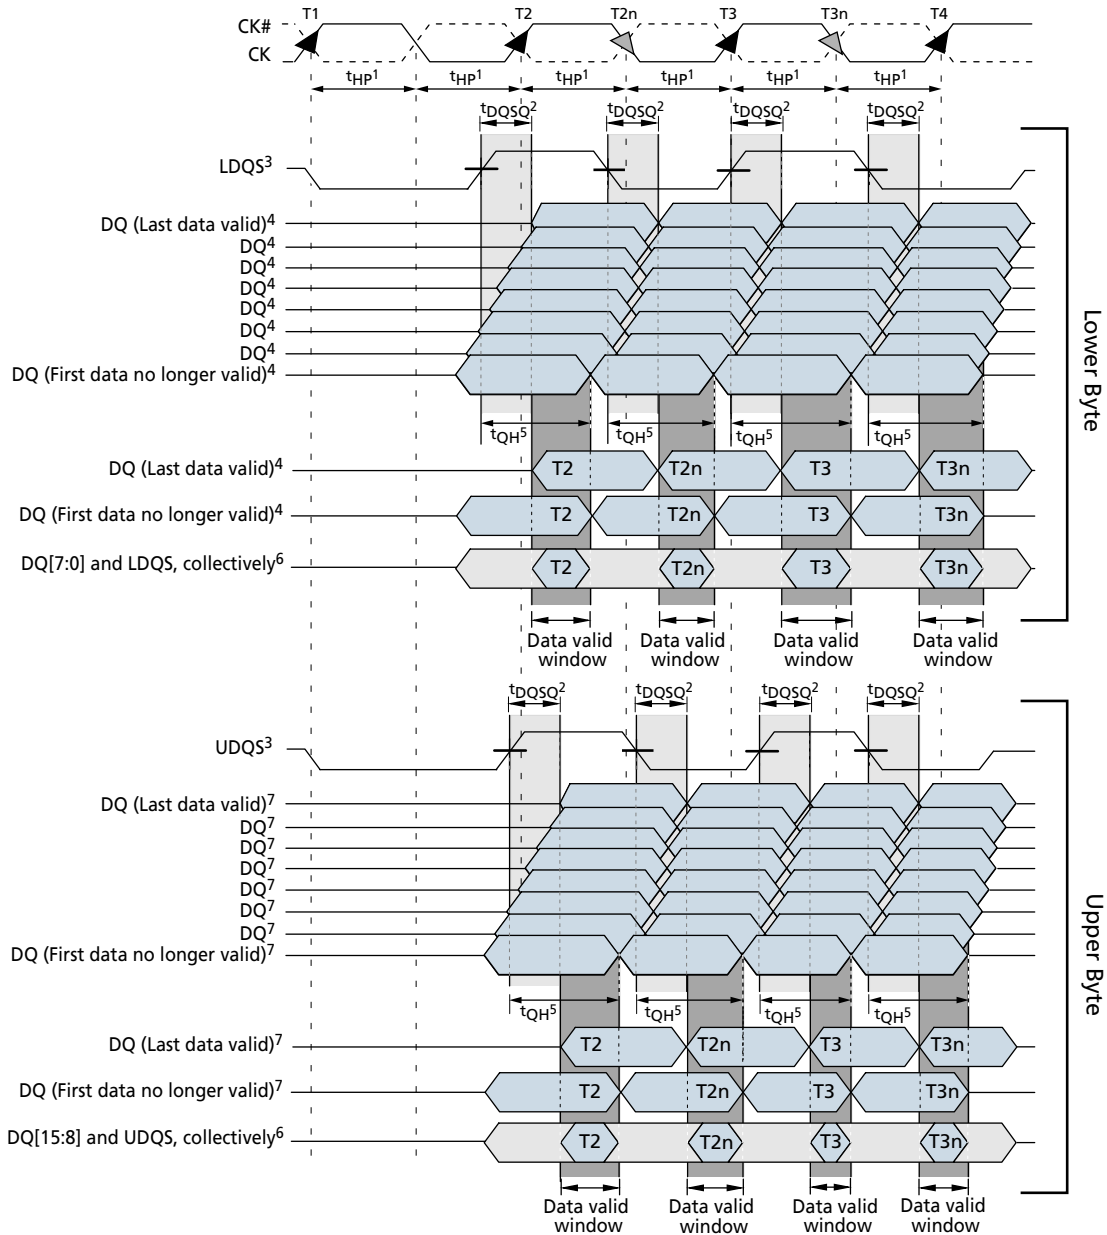 CK#
CK
T1
T2
T2n
T3
T3n
T4
tHP1
tHP1
tHP1
tHP1
tHP1
tHP1
tDQSQ2
tDQSQ2
tDQSQ2
tDQSQ2
LDQS3
DQ (Last data valid)4
DQ4
DQ4
DQ4
DQ4
DQ4
DQ4
DQ (First data no longer valid)4
tQH5
tQH5
tQH5
tQH5
DQ (Last data valid)4
T2
T2n
T3
T3n
DQ (First data no longer valid)4
T2
T2n
T3
T3n
DQ[7:0] and LDQS, collectively6
T2
T2n
T3
T3n
Data valid
window
Data valid
window
Data valid
window
Data valid
window
Lower Byte
tDQSQ2
tDQSQ2
tDQSQ2
tDQSQ2
UDQS3
DQ (Last data valid)7
DQ7
DQ7
DQ7
DQ7
DQ7
DQ7
DQ (First data no longer valid)7
tQH5
tQH5
tQH5
tQH5
DQ (Last data valid)7
T2
T2n
T3
T3n
DQ (First data no longer valid)7
T2
T2n
T3
T3n
DQ[15:8] and UDQS, collectively6
T2
T2n
T3
T3n
Data valid
window
Data valid
window
Data valid
window
Data valid
window
Upper Byte